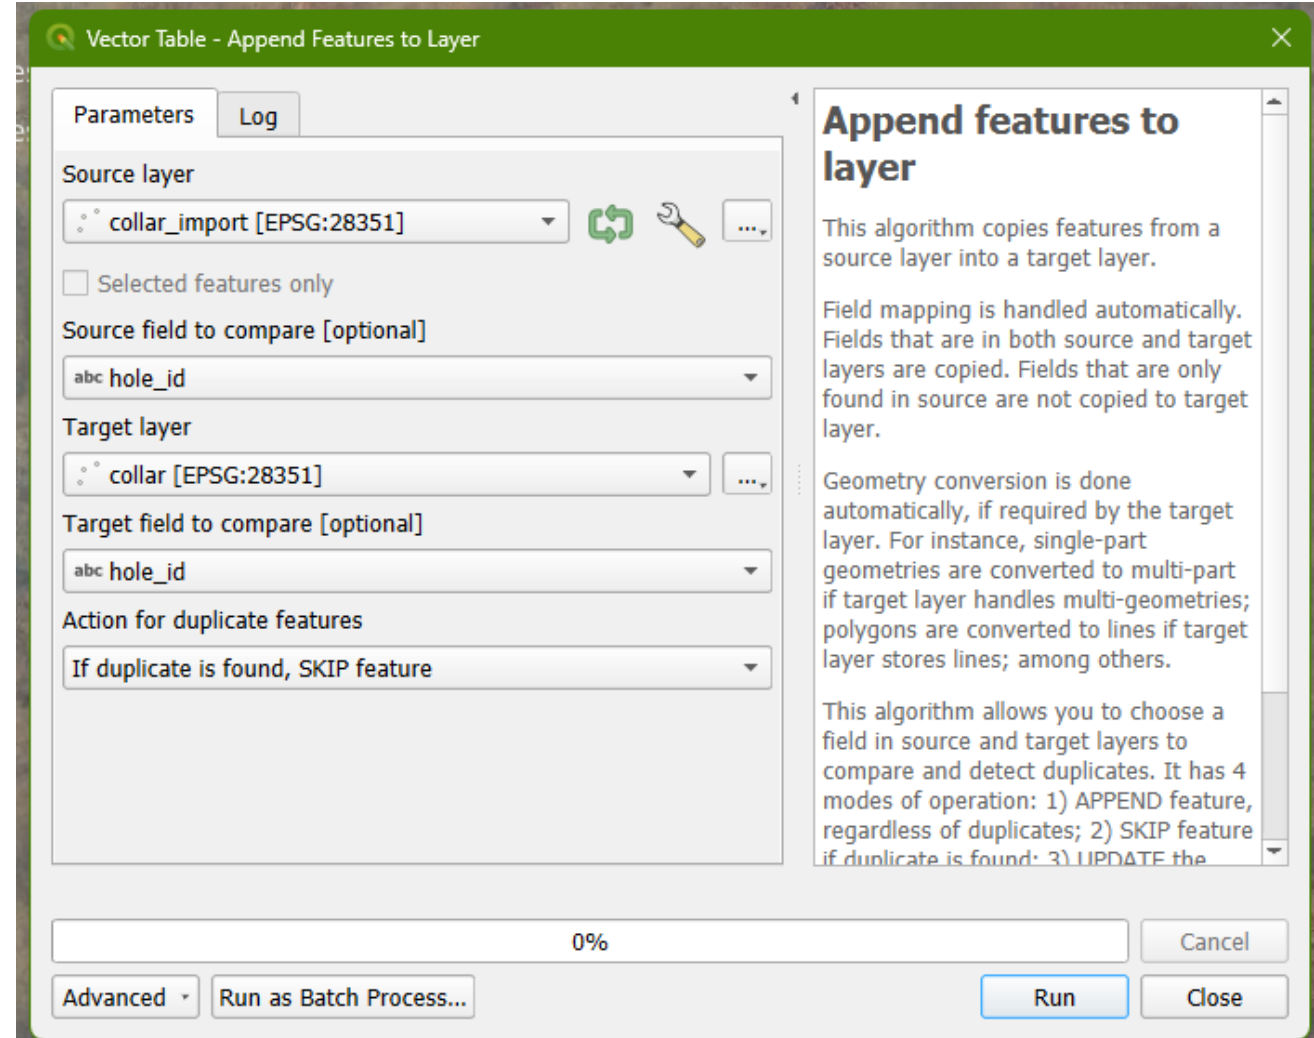 Vector Table - Append Features to Layer
Parameters
Log
Source layer
collar_import [EPSG:28351]
...
Selected features only
Source field to compare [optional]
abc hole_id
Target layer
collar [EPSG:28351]
...
Target field to compare [optional]
abc hole_id
Action for duplicate features
If duplicate is found, SKIP feature
Append features to
layer
This algorithm copies features from a
source layer into a target layer.
Field mapping is handled automatically.
Fields that are in both source and target
layers are copied. Fields that are only
found in source are not copied to target
layer.
Geometry conversion is done
automatically, if required by the target
layer. For instance, single-part
geometries are converted to multi-part
if target layer handles multi-geometries;
polygons are converted to lines if target
layer stores lines; among others.
This algorithm allows you to choose a
field in source and target layers to
compare and detect duplicates. It has 4
modes of operation: 1) APPEND feature,
regardless of duplicates; 2) SKIP feature
if duplicate is found; 3) UPDATE the
0%
Cancel
Advanced
Run as Batch Process...
Run
Close